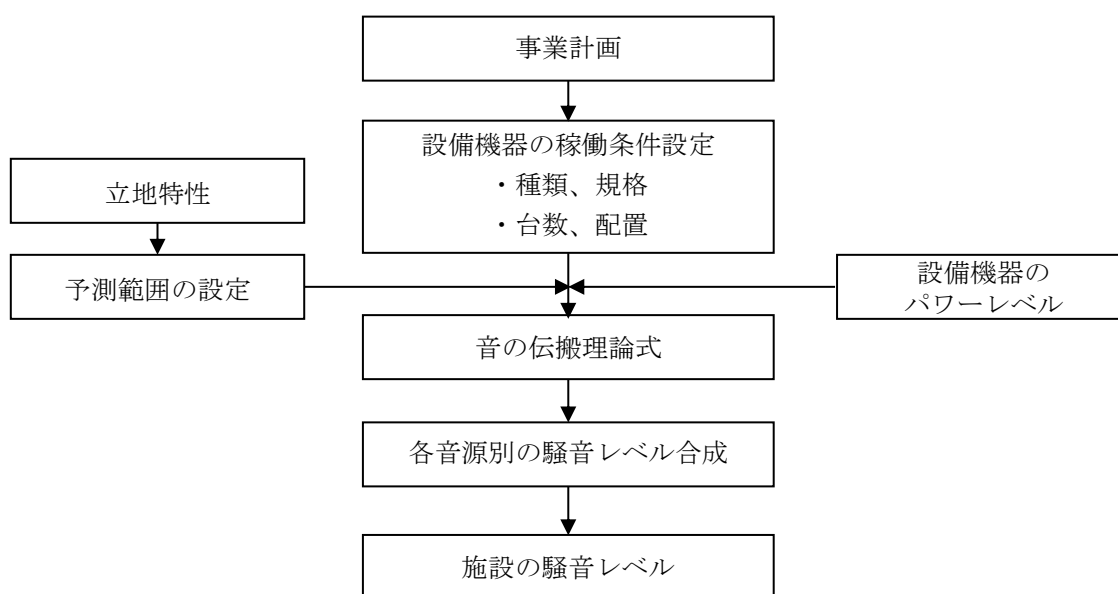 事業計画
設備機器の稼働条件設定
・種類、規格
・台数、配置
立地特性
予測範囲の設定
設備機器の
パワーレベル
音の伝搬理論式
各音源別の騒音レベル合成
施設の騒音レベル